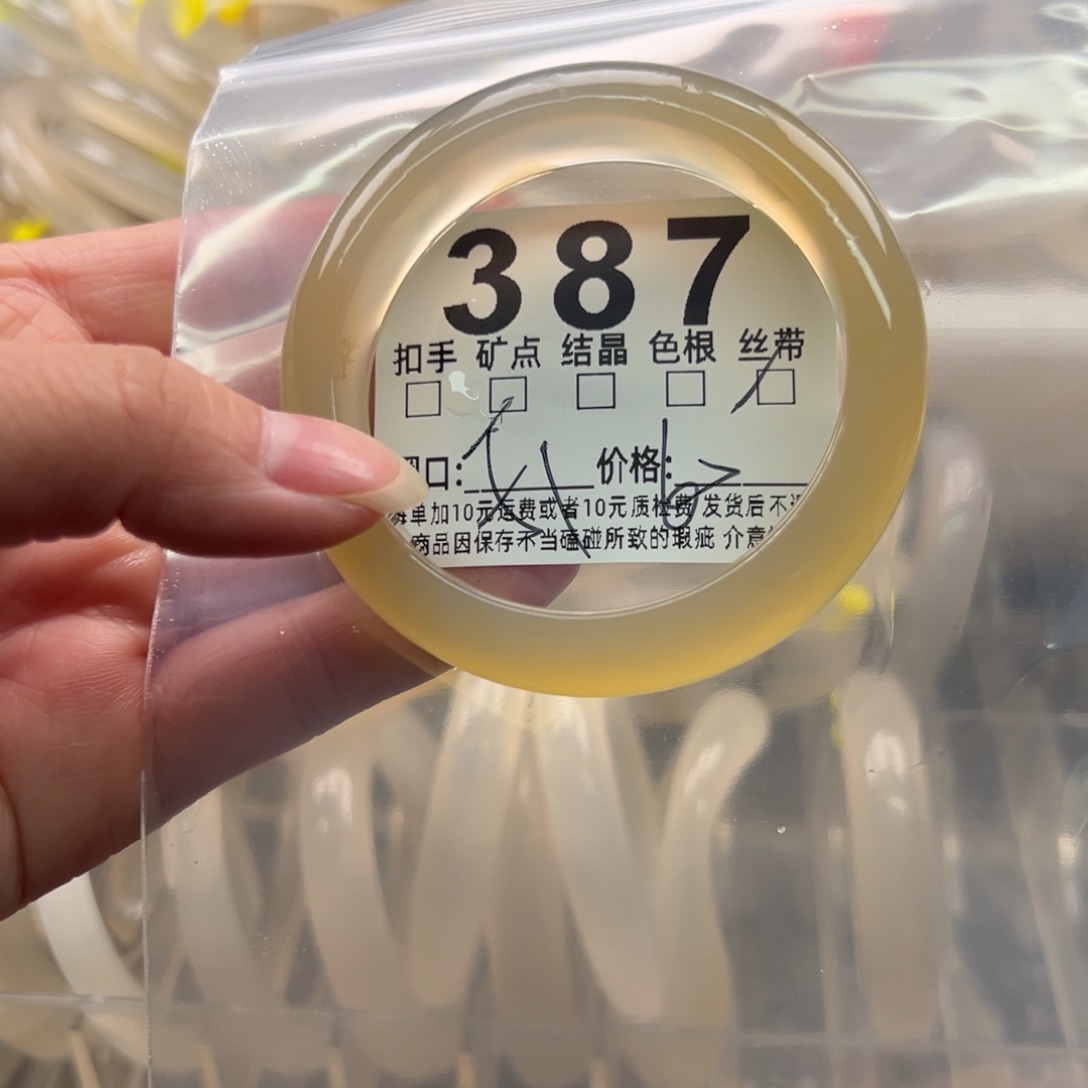 387
扣手 矿点 结晶 色根 丝带
口: 价格:
单加10元运费或者10元质检费 发货后不
商品因保存不当磕碰所致的瑕疵 介意